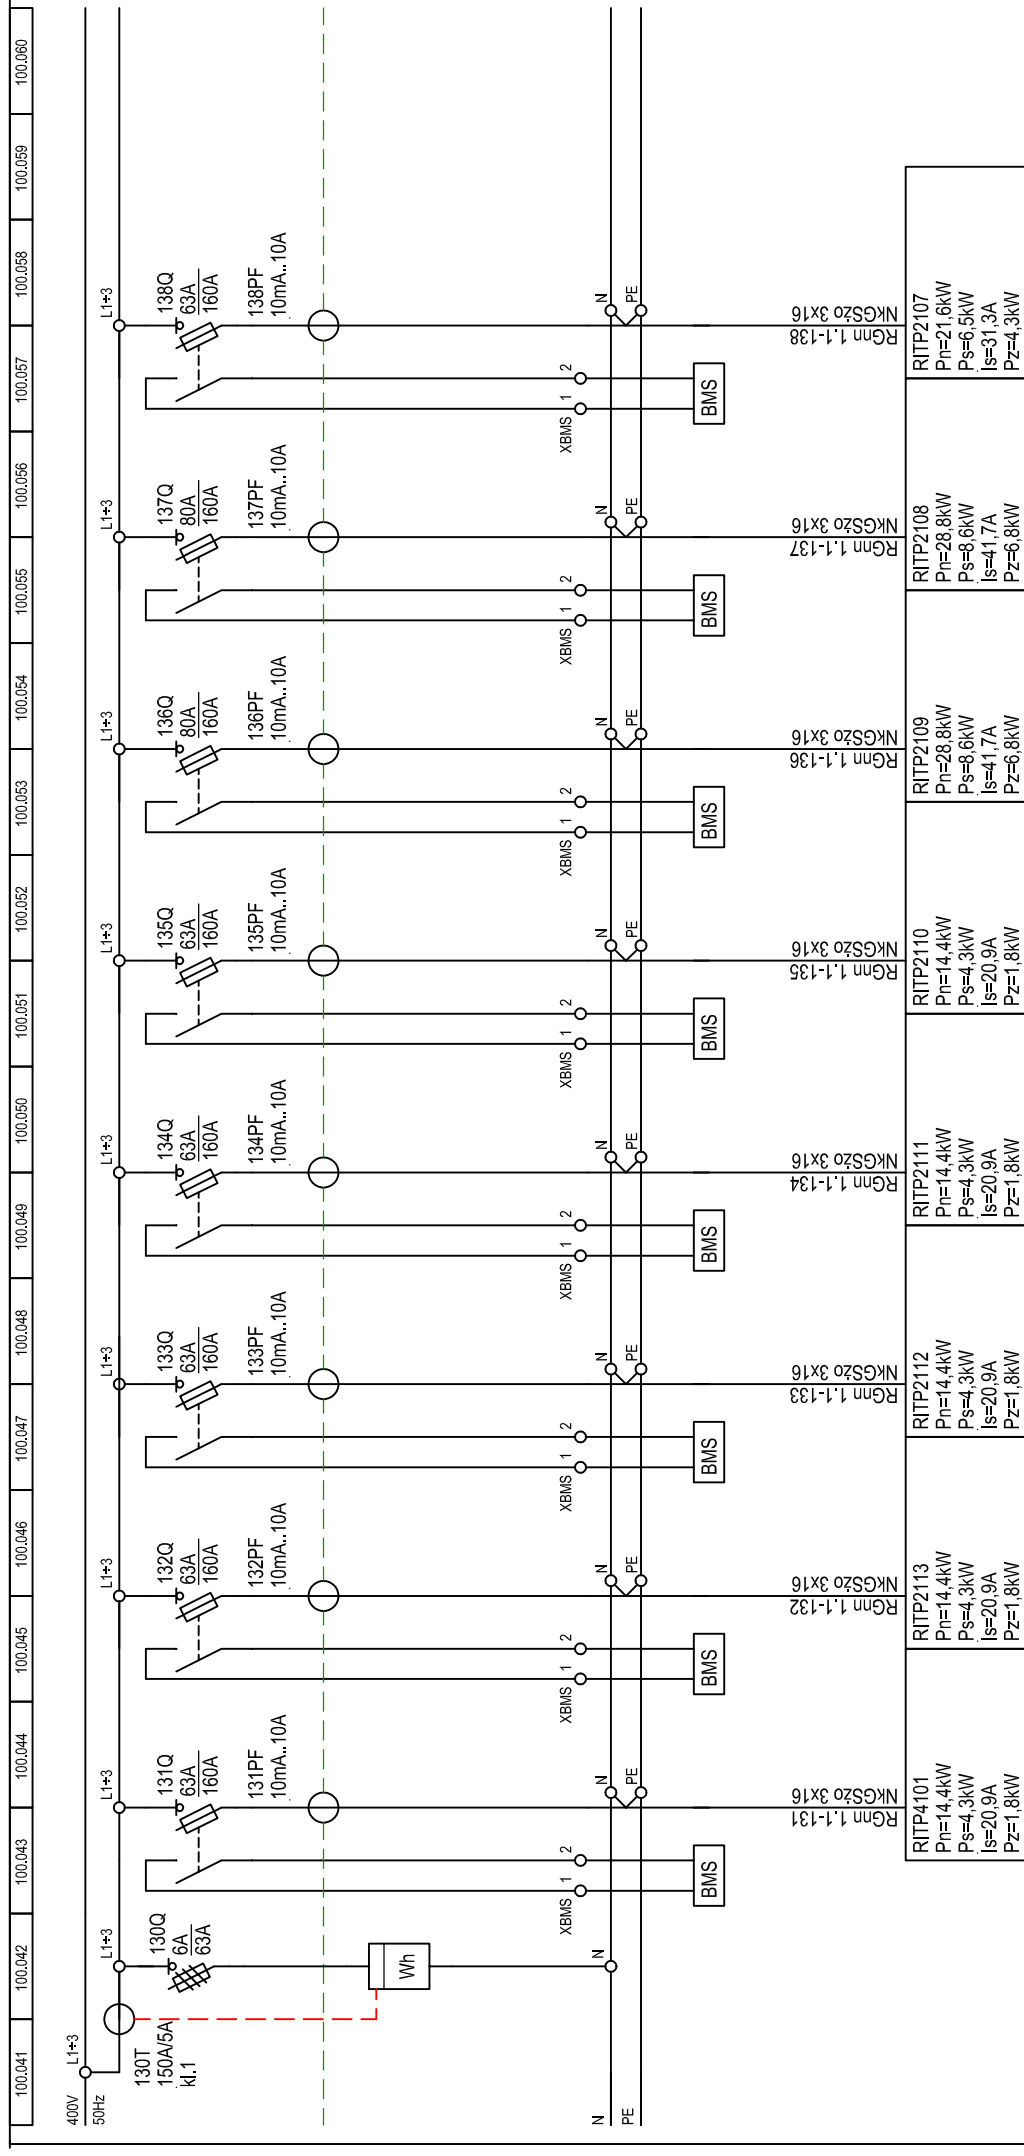 100.041
100.042
100.043
100.044
100.045
100.046
100.047
100.048
100.049
100.050
100.051
100.052
100.053
100.054
100.055
100.056
100.057
100.058
100.059
100.060
400V
50Hz
L1÷3
130T
150A/5A
kl.1
L1÷3
130Q
6A
63A
Wh
N
N
PE
L1÷3
131Q
63A
160A
131PF
10mA..10A
XBMS 1 2
BMS
N
PE
RGnn 1.1-131
NkGSżo 3x16
RITP4101
Pn=14,4kW
Ps=4,3kW
Is=20,9A
Pz=1,8kW
L1÷3
132Q
63A
160A
132PF
10mA..10A
XBMS 1 2
BMS
N
PE
RGnn 1.1-132
NkGSżo 3x16
RITP2113
Pn=14,4kW
Ps=4,3kW
Is=20,9A
Pz=1,8kW
L1÷3
133Q
63A
160A
133PF
10mA..10A
XBMS 1 2
BMS
N
PE
RGnn 1.1-133
NkGSżo 3x16
RITP2112
Pn=14,4kW
Ps=4,3kW
Is=20,9A
Pz=1,8kW
L1÷3
134Q
63A
160A
134PF
10mA..10A
XBMS 1 2
BMS
N
PE
RGnn 1.1-134
NkGSżo 3x16
RITP2111
Pn=14,4kW
Ps=4,3kW
Is=20,9A
Pz=1,8kW
L1÷3
135Q
63A
160A
135PF
10mA..10A
XBMS 1 2
BMS
N
PE
RGnn 1.1-135
NkGSżo 3x16
RITP2110
Pn=14,4kW
Ps=4,3kW
Is=20,9A
Pz=1,8kW
L1÷3
136Q
80A
160A
136PF
10mA..10A
XBMS 1 2
BMS
N
PE
RGnn 1.1-136
NkGSżo 3x16
RITP2109
Pn=28,8kW
Ps=8,6kW
Is=41,7A
Pz=6,8kW
L1÷3
137Q
80A
160A
137PF
10mA..10A
XBMS 1 2
BMS
N
PE
RGnn 1.1-137
NkGSżo 3x16
RITP2108
Pn=28,8kW
Ps=8,6kW
Is=41,7A
Pz=6,8kW
L1÷3
138Q
63A
160A
138PF
10mA..10A
XBMS 1 2
BMS
N
PE
RGnn 1.1-138
NkGSżo 3x16
RITP2107
Pn=21,6kW
Ps=6,5kW
Is=31,3A
Pz=4,3kW